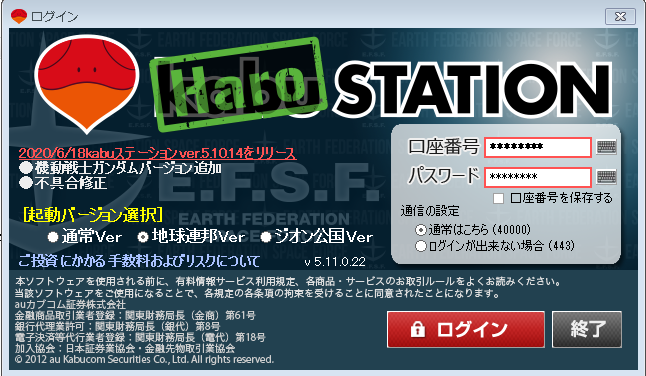 ログイン
EARTH FEDERATION SPACE FORCE
kabu
Haro STATION
2020/6/18kabuステーションver.5.10.14をリリース
●機動戦士ガンダムバージョン追加
●不具合修正
E.F.S.F.
EARTH FEDERATION
SPACE FORCE
[起動バージョン選択]
通常Ver 地球連邦Ver ジオン公国Ver
ご投資にかかる手数料およびリスクについて
v 5.11.0.22
口座番号 ********
パスワード ********
口座番号を保存する
通信の設定
通常はこちら (40000)
ログインが出来ない場合 (443)
本ソフトウェアを使用される前に、有料情報サービス利用規定、各商品・サービスのお取引ルールをよくお読みください。
当該ソフトウェアをご使用になることで、各規定の各条項の拘束を受けることに同意されたことになります。
auカブコム証券株式会社
金融商品取引業者登録：関東財務局長（金商）第61号
銀行代理業許可：関東財務局長（銀代）第8号
電子決済等代行業者登録：関東財務局長（電代）第18号
加入協会：日本証券業協会・金融先物取引業協会
© 2012 au Kabucom Securities Co., Ltd. All rights reserved.
ログイン
終了